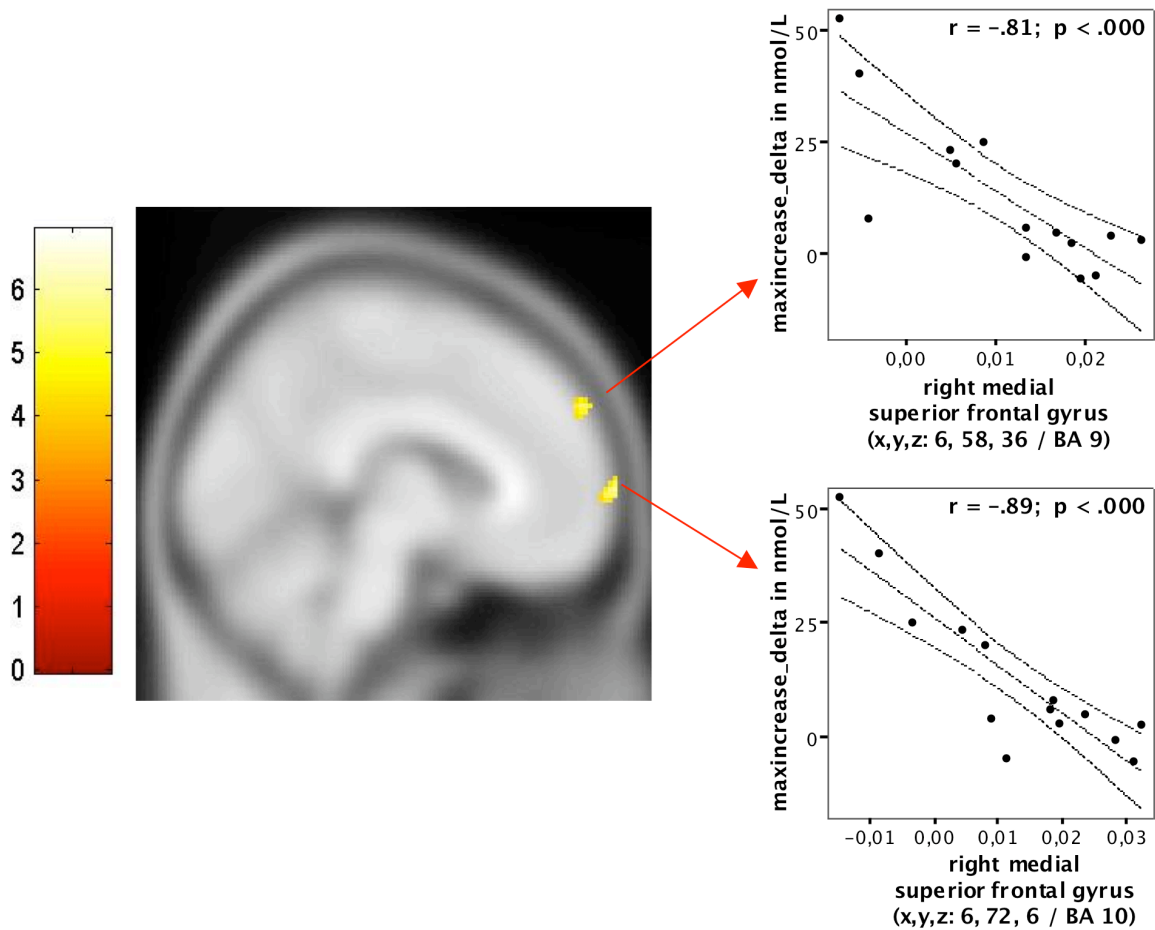 6
5
4
3
2
1
0
r = –.81;  p < .000
maxincrease_delta in nmol/L
50
25
0
0,00 0,01 0,02
right medial
superior frontal gyrus
(x,y,z: 6, 58, 36 / BA 9)
r = –.89;  p < .000
maxincrease_delta in nmol/L
50
25
0
–0,01 0,00 0,01 0,02 0,03
right medial
superior frontal gyrus
(x,y,z: 6, 72, 6 / BA 10)